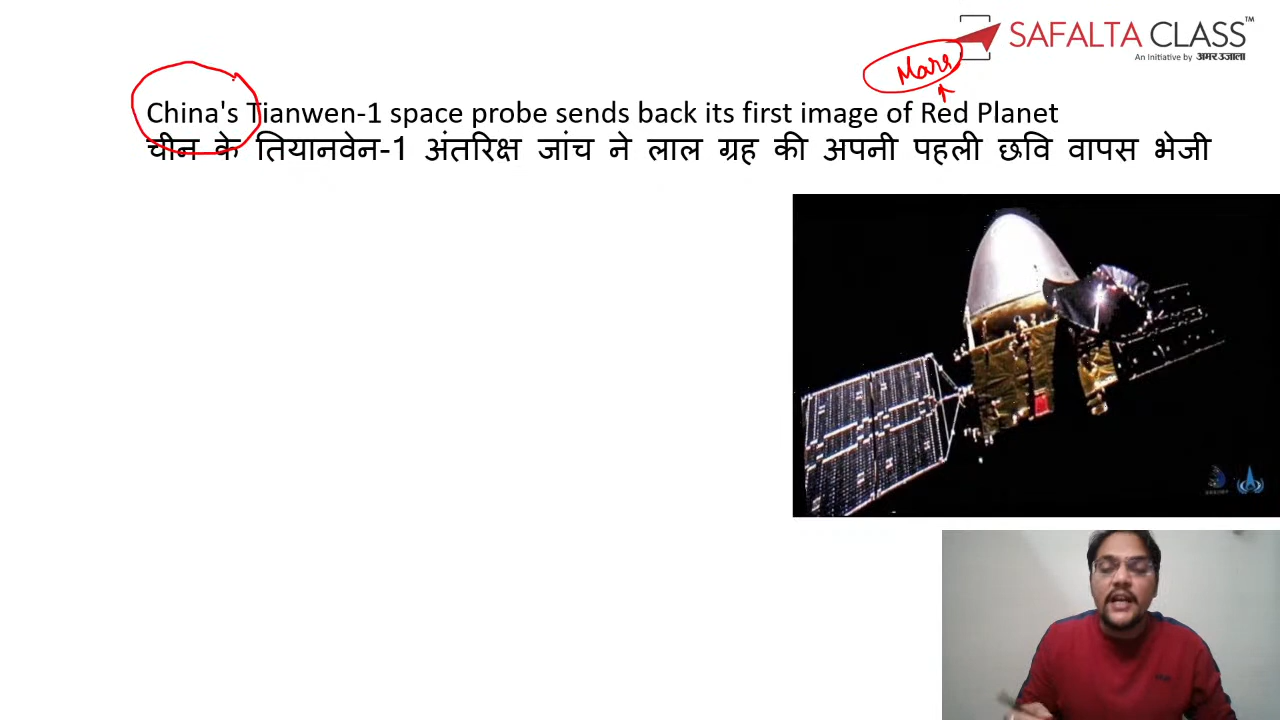 SAFALTA CLASS™
An Initiative by अमर उजाला
Mars
China's Tianwen-1 space probe sends back its first image of Red Planet
चीन के तियानवेन-1 अंतरिक्ष जांच ने लाल ग्रह की अपनी पहली छवि वापस भेजी